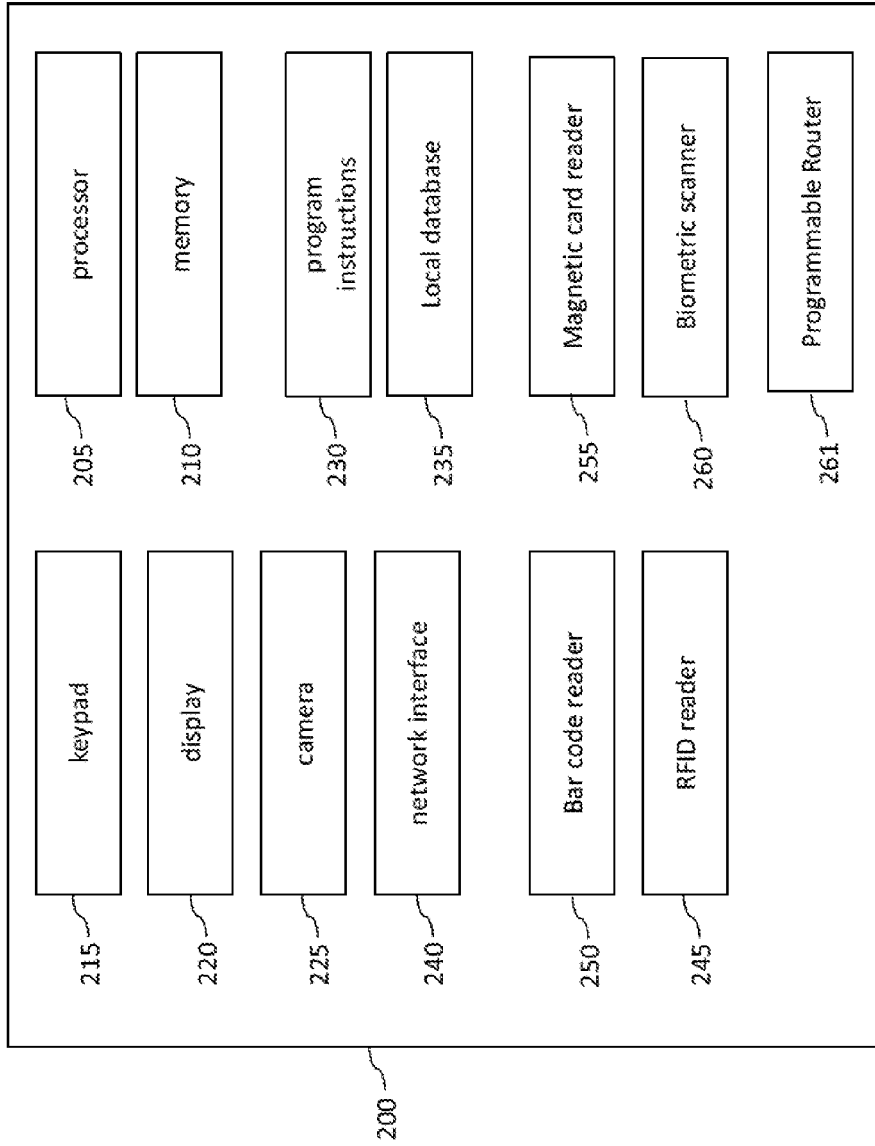 200
215
keypad
220
display
225
camera
240
network interface
250
Bar code reader
245
RFID reader
205
processor
210
memory
230
program
instructions
235
Local database
255
Magnetic card reader
260
Biometric scanner
261
Programmable Router